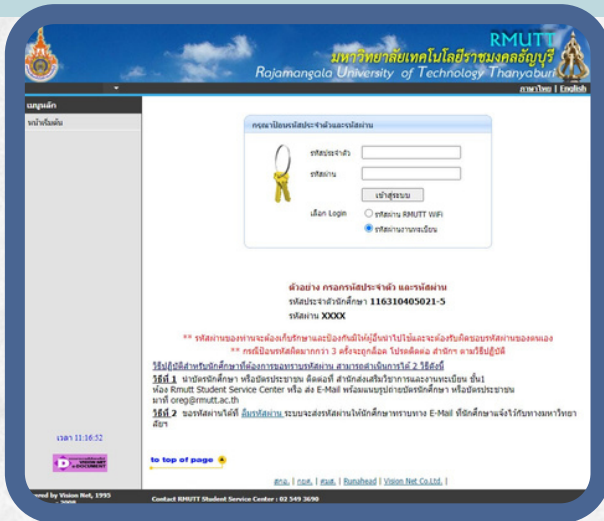 RMUTT
มหาวิทยาลัยเทคโนโลยีราชมงคลธัญบุรี
Rajamangala University of Technology Thanyaburi
ภาษาไทย | English
เมนูหลัก
หน้าเริ่มต้น
กรุณาป้อนรหัสประจำตัวและรหัสผ่าน
รหัสประจำตัว
รหัสผ่าน
เข้าสู่ระบบ
เลือก Login
รหัสผ่าน RMUTT WiFi
รหัสผ่านงานทะเบียน
ตัวอย่าง การกรอกรหัสประจำตัว และรหัสผ่าน
รหัสประจำตัวนักศึกษา 116310405021-5
รหัสผ่าน XXXX
** รหัสผ่านของท่านจะต้องเก็บรักษาและป้องกันมิให้ผู้อื่นนำไปใช้และจะต้องรับผิดชอบรหัสผ่านของตนเอง
** กรณีป้อนรหัสผิดมากกว่า 3 ครั้งจะถูกล็อค โปรดติดต่อ สำนักฯ ตามวิธีปฏิบัติ
วิธีปฏิบัติสำหรับนักศึกษาที่ต้องการขอทราบรหัสผ่าน สามารถดำเนินการได้ 2 วิธีดังนี้
วิธีที่ 1 นำบัตรนักศึกษา หรือบัตรประชาชน ติดต่อที่ สำนักส่งเสริมวิชาการและงานทะเบียน ชั้น1
ห้อง Rmutt Student Service Center หรือ ส่ง E-Mail พร้อมแนบรูปถ่ายบัตรนักศึกษา หรือบัตรประชาชน
มาที่ oreg@rmutt.ac.th
วิธีที่ 2 ขอรหัสผ่านได้ที่ ลืมรหัสผ่าน ระบบจะส่งรหัสผ่านให้นักศึกษาทราบทาง E-Mail ที่นักศึกษาแจ้งไว้กับทางมหาวิทยา
ลัยฯ
เวลา 11:16:52
VISION NET
DOCUMENT
to top of page
สกอ. | กยศ. | ศนส. | Runahead | Vision Net Co.Ltd. |
by Vision Net, 1995
- 2008
Contact RMUTT Student Service Center : 02 549 3690